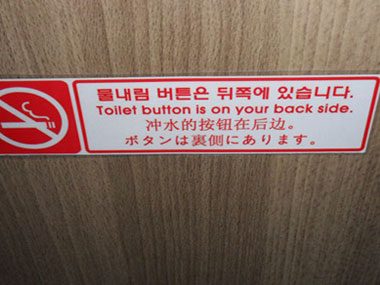 물내림 버튼은 뒤쪽에 있습니다.
Toilet button is on your back side.
冲水的按钮在后边。
ボタンは裏側にあります。